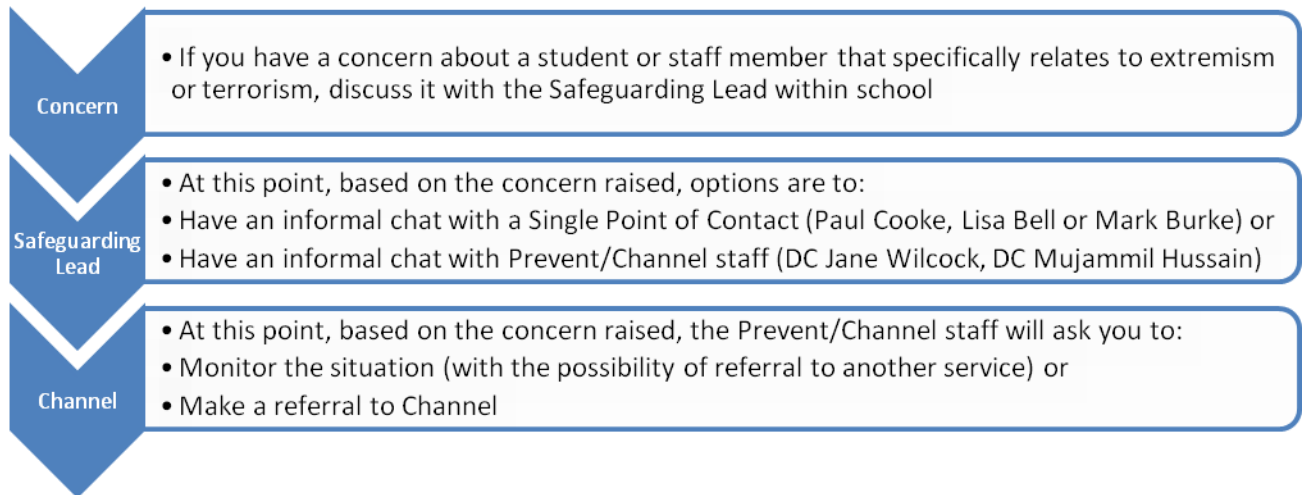 Concern
• If you have a concern about a student or staff member that specifically relates to extremism
or terrorism, discuss it with the Safeguarding Lead within school
Safeguarding
Lead
• At this point, based on the concern raised, options are to:
• Have an informal chat with a Single Point of Contact (Paul Cooke, Lisa Bell or Mark Burke) or
• Have an informal chat with Prevent/Channel staff (DC Jane Wilcock, DC Mujammil Hussain)
Channel
• At this point, based on the concern raised, the Prevent/Channel staff will ask you to:
• Monitor the situation (with the possibility of referral to another service) or
• Make a referral to Channel